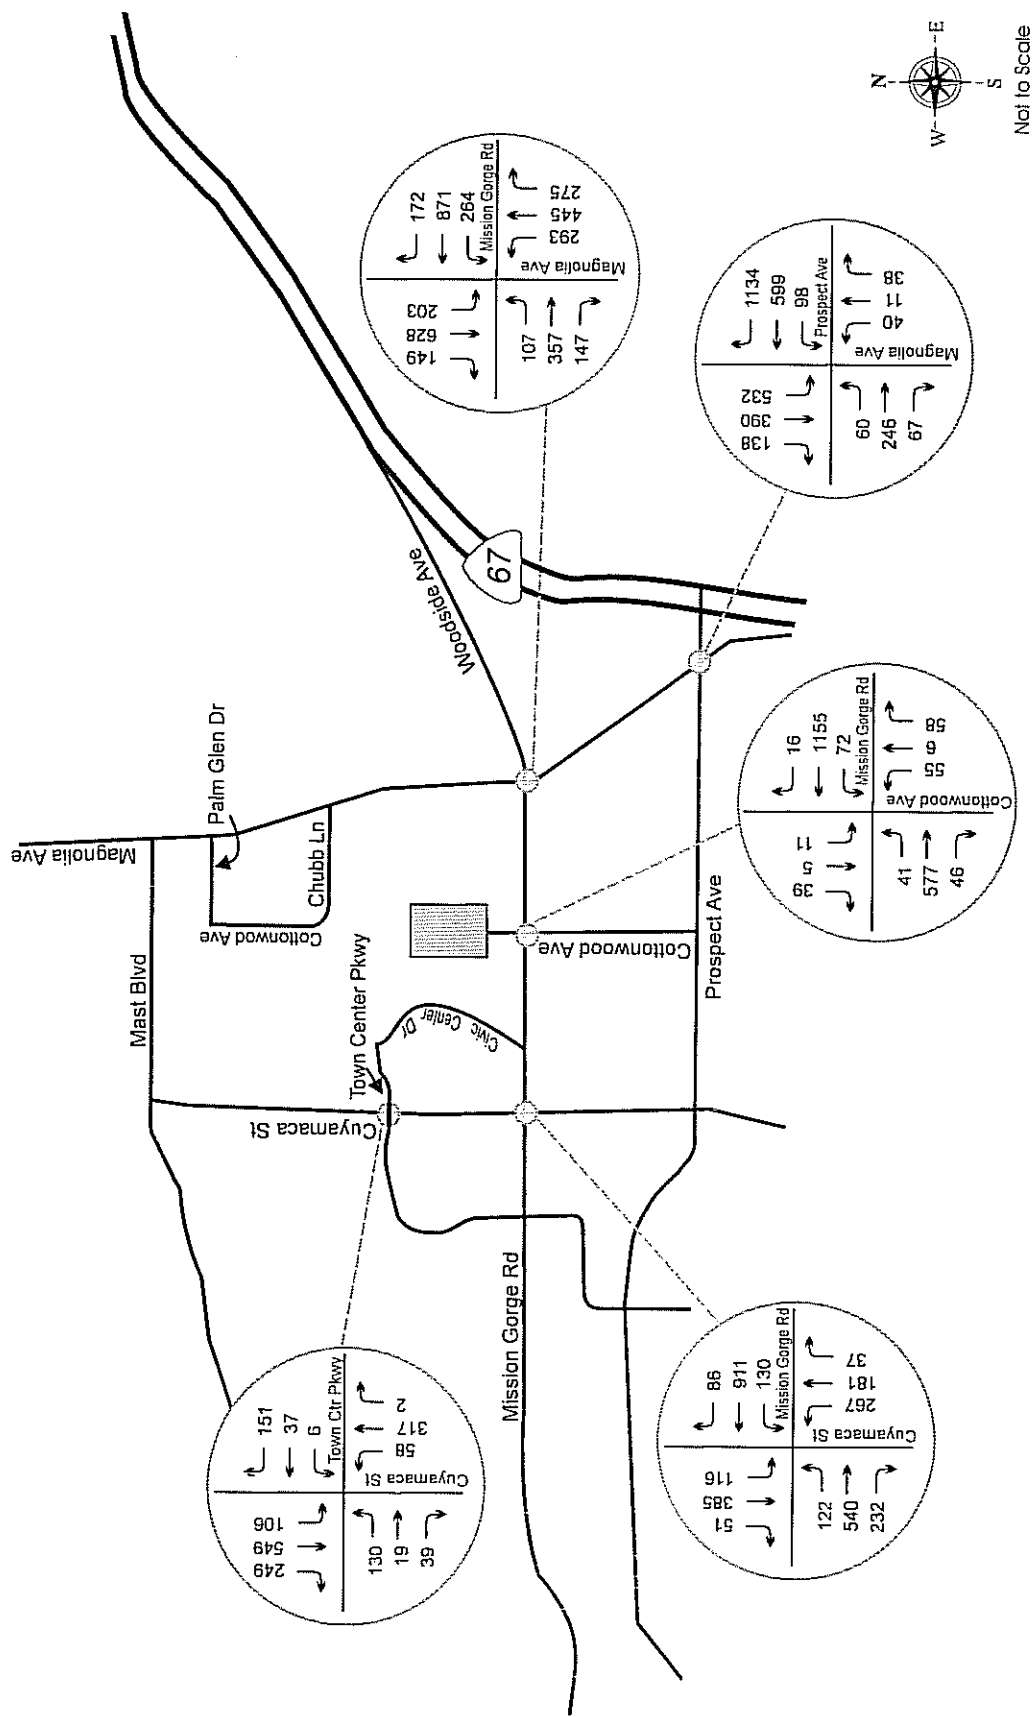 Magnolia Ave
Palm Glen Dr
Mast Blvd
Chubb Ln
Cottonwod Ave
Woodside Ave
67
Town Center Pkwy
Civic Center Dr
Cuyamaca St
Cottonwood Ave
Mission Gorge Rd
Prospect Ave
249
549
106
151
37
6
Town Ctr Pkwy
130
19
39
Cuyamaca St
58
317
2
51
385
116
86
911
130
Mission Gorge Rd
122
540
232
Cuyamaca St
267
181
37
39
5
11
16
1155
72
Mission Gorge Rd
41
577
46
Cottonwood Ave
55
6
58
138
390
532
1134
599
98
Prospect Ave
60
246
67
Magnolia Ave
40
11
38
149
628
203
172
871
264
Mission Gorge Rd
107
357
147
Magnolia Ave
293
445
275
N
W
E
S
Not to Scale